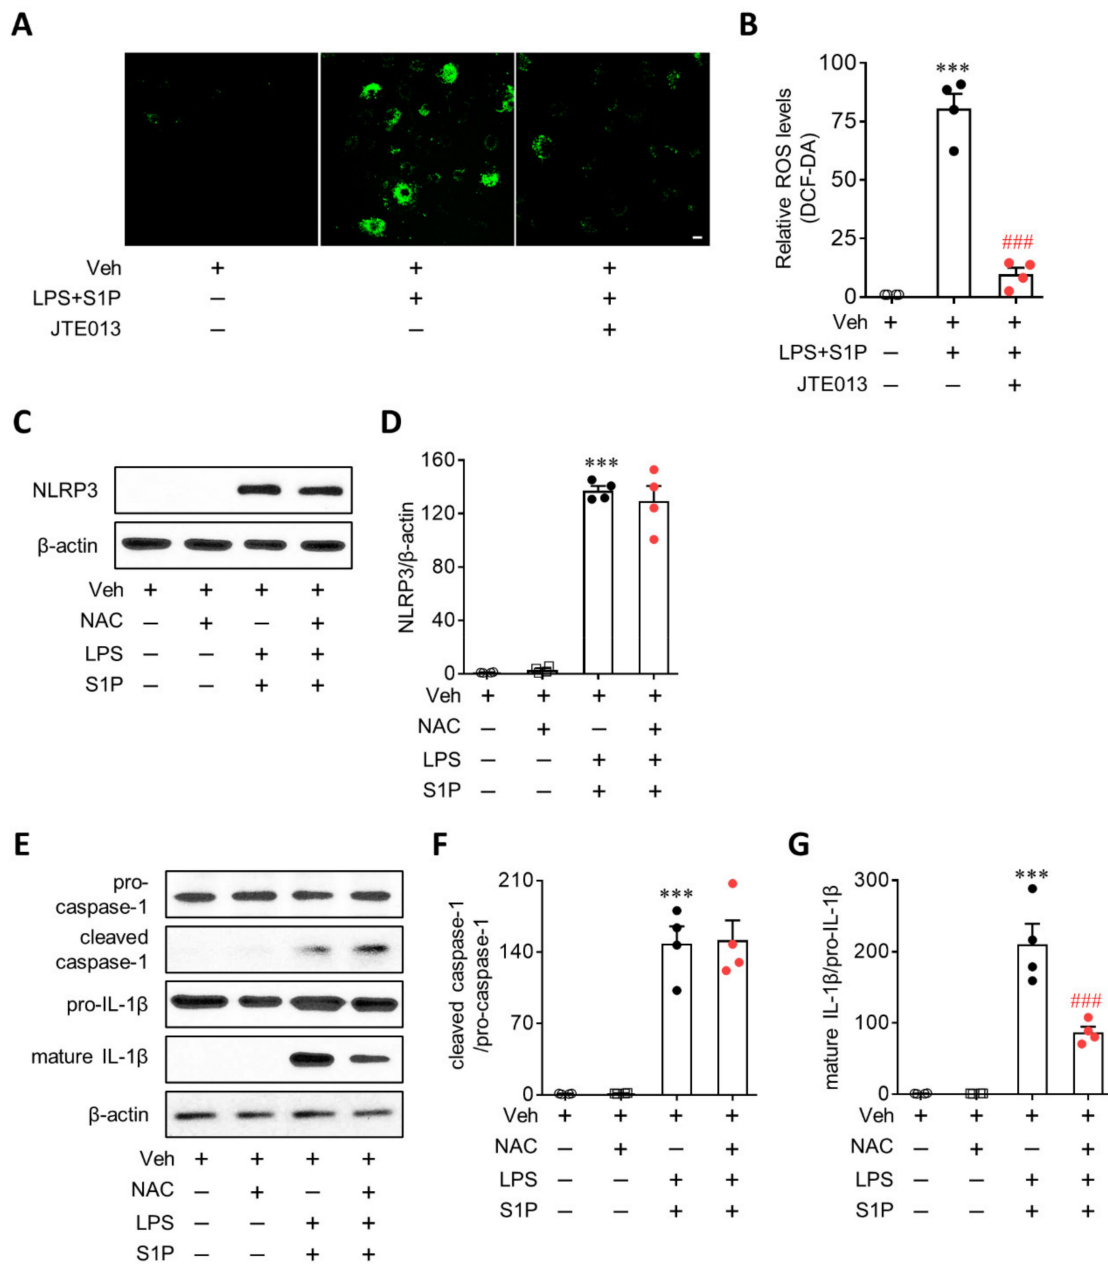 A
Veh + + +
LPS+S1P – + +
JTE013 – – +
B
Relative ROS levels
(DCF-DA)
100
75
50
25
0
***
###
Veh + + +
LPS+S1P – + +
JTE013 – – +
C
NLRP3
β-actin
Veh + + + +
NAC – + – +
LPS – – + +
S1P – – + +
D
NLRP3/β-actin
160
120
80
40
0
***
Veh + + + +
NAC – + – +
LPS – – + +
S1P – – + +
E
pro-
caspase-1
cleaved
caspase-1
pro-IL-1β
mature IL-1β
β-actin
Veh + + + +
NAC – + – +
LPS – – + +
S1P – – + +
F
cleaved caspase-1
/pro-caspase-1
210
140
70
0
***
Veh + + + +
NAC – + – +
LPS – – + +
S1P – – + +
G
mature IL-1β/pro-IL-1β
300
200
100
0
***
###
Veh + + + +
NAC – + – +
LPS – – + +
S1P – – + +